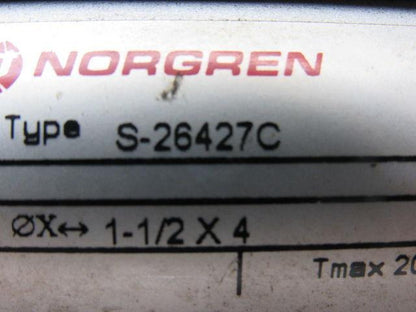 NORGREN
Type S-26427C
ØX↔ 1-1/2 X 4
Tmax 20